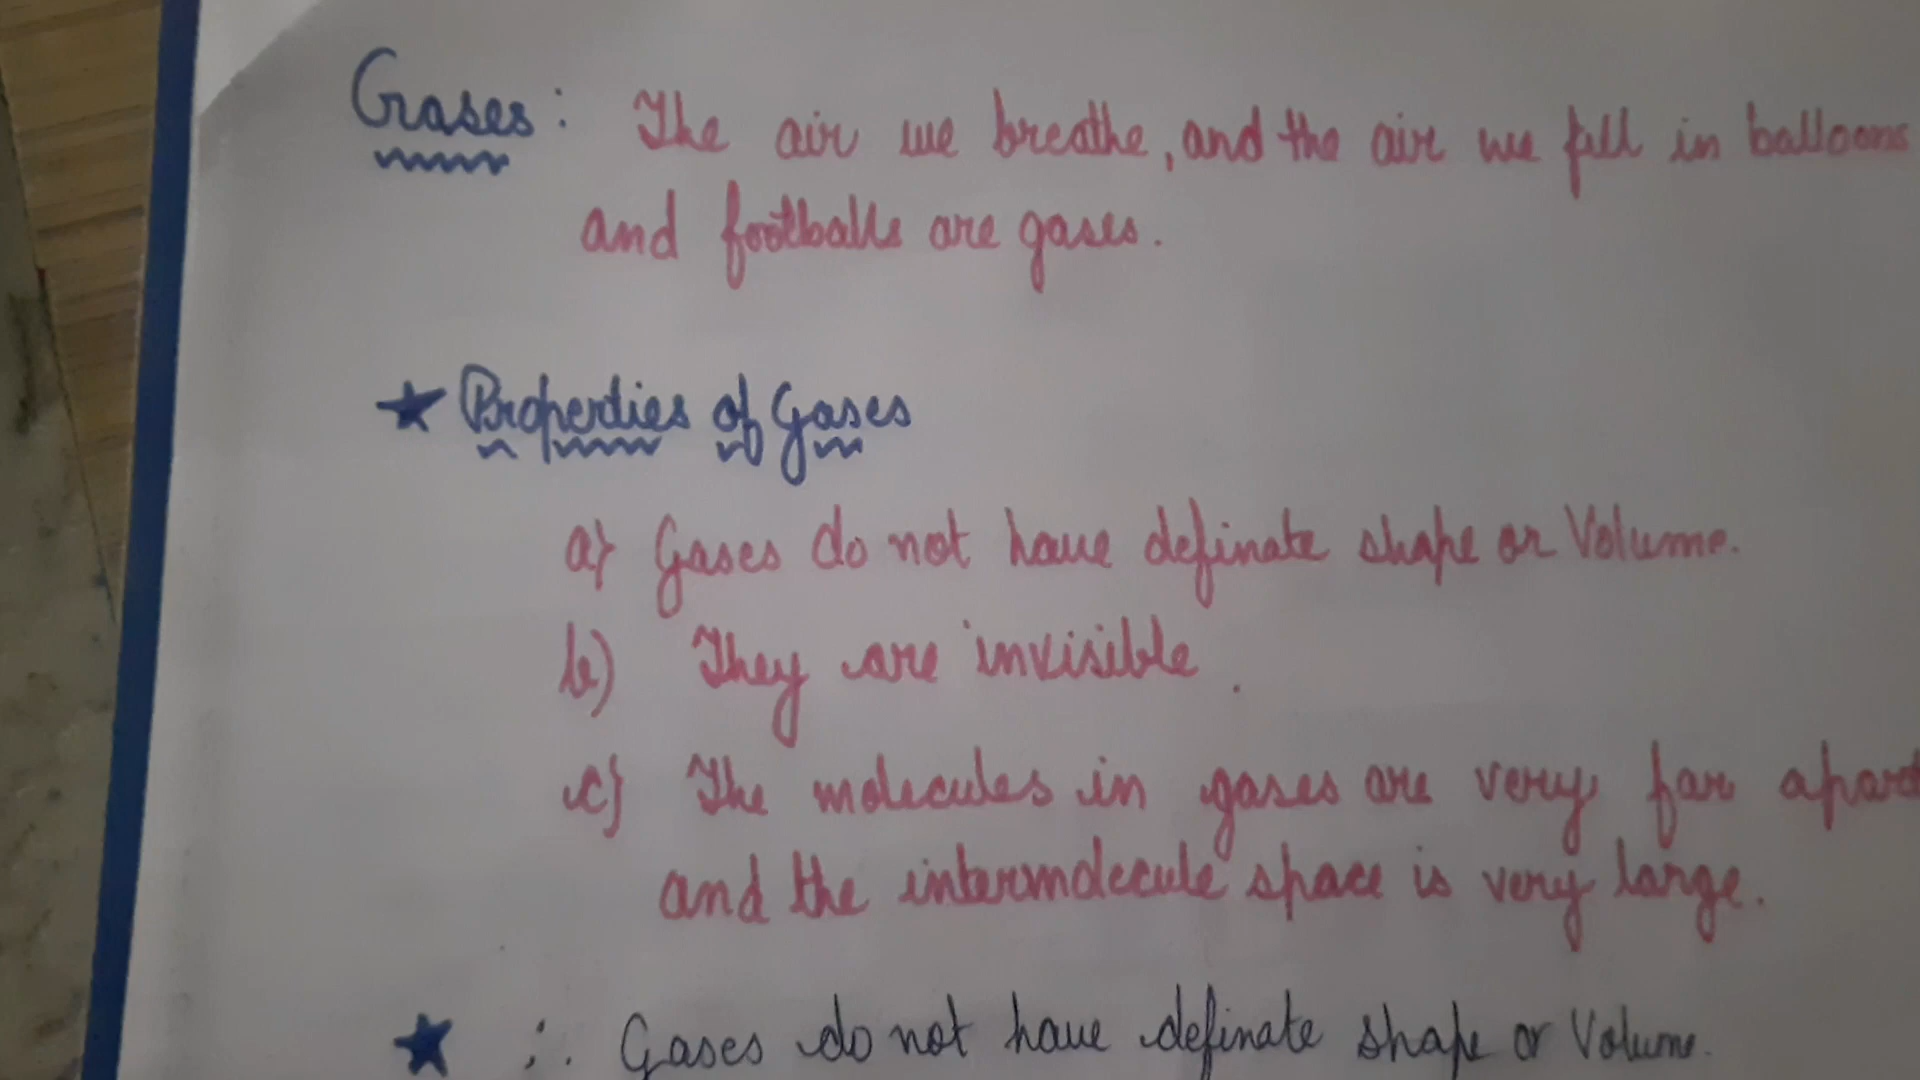 Gases: The air we breathe, and the air we fill in balloons
and footballs are gases.
★ Properties of Gases
a) Gases do not have definate shape or Volume.
b) They are invisible.
c) The molecules in gases are very far apart
and the intermolecule space is very large.
★ ∴ Gases do not have definate shape or Volume.